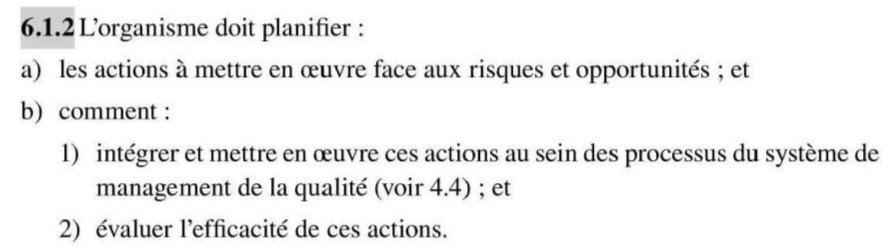 6.1.2 L'organisme doit planifier :
a) les actions à mettre en œuvre face aux risques et opportunités ; et
b) comment :
1) intégrer et mettre en œuvre ces actions au sein des processus du système de
management de la qualité (voir 4.4) ; et
2) évaluer l'efficacité de ces actions.